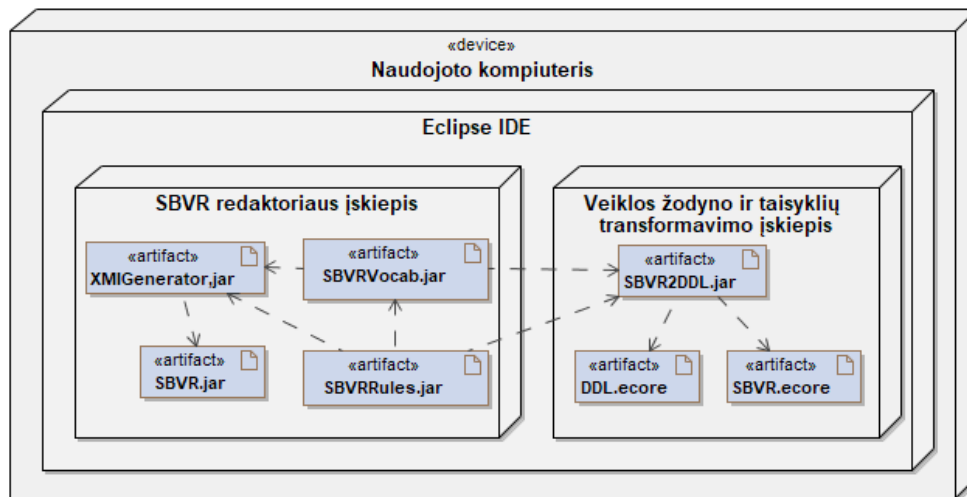 «device»
Naudojoto kompiuteris
Eclipse IDE
SBVR redaktoriaus įskiepis
«artifact»
XMIGenerator,jar
«artifact»
SBVRVocab.jar
«artifact»
SBVR.jar
«artifact»
SBVRRules.jar
Veiklos žodyno ir taisyklių
transformavimo įskiepis
«artifact»
SBVR2DDL.jar
«artifact»
DDL.ecore
«artifact»
SBVR.ecore